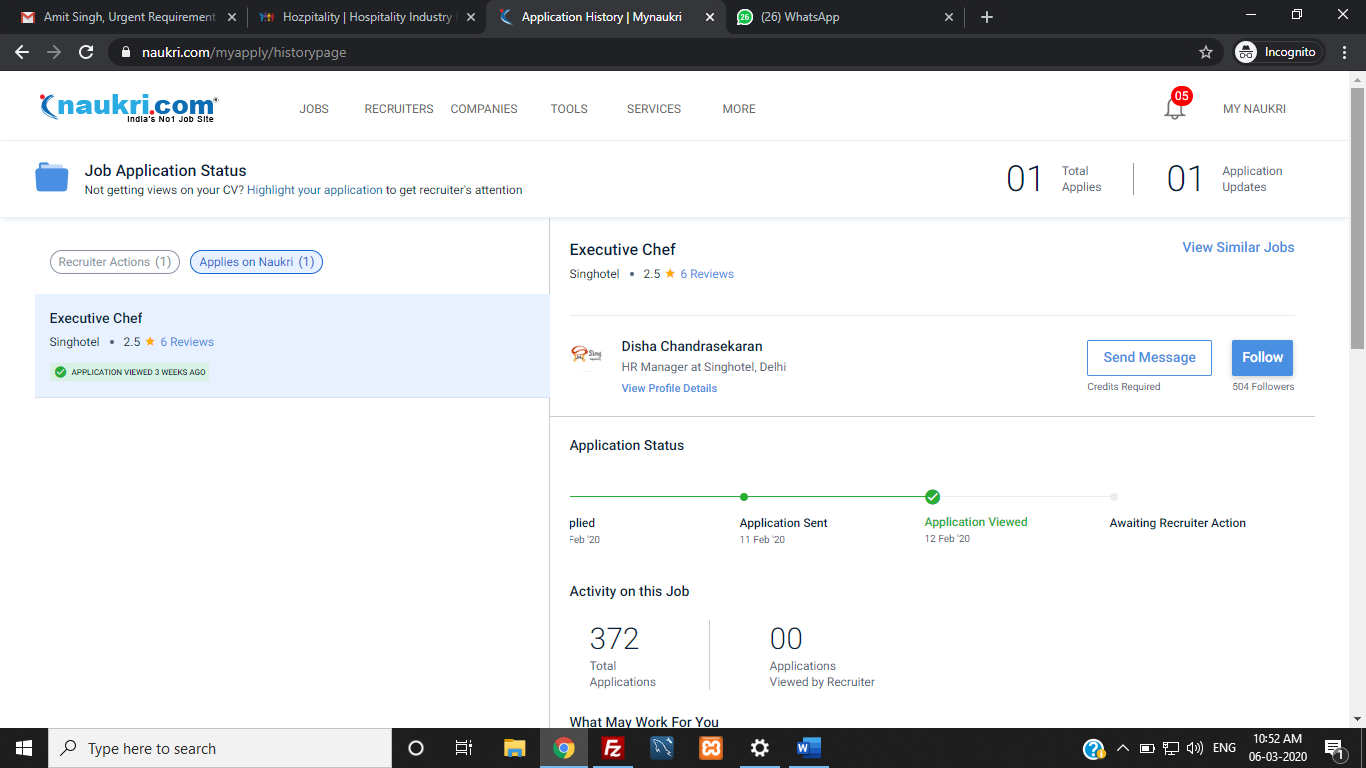 Amit Singh, Urgent Requirement
Hozpitality | Hospitality Industry
Application History | Mynaukri
26
(26) WhatsApp
naukri.com/myapply/historypage
Incognito
naukri.com
India's No1 Job Site
JOBS
RECRUITERS
COMPANIES
TOOLS
SERVICES
MORE
05
MY NAUKRI
Job Application Status
Not getting views on your CV? Highlight your application to get recruiter's attention
01
Total
Applies
01
Application
Updates
Recruiter Actions (1)
Applies on Naukri (1)
Executive Chef
Singhotel • 2.5 ★ 6 Reviews
APPLICATION VIEWED 3 WEEKS AGO
Executive Chef
View Similar Jobs
Singhotel • 2.5 ★ 6 Reviews
Sing
Disha Chandrasekaran
HR Manager at Singhotel, Delhi
View Profile Details
Send Message
Credits Required
Follow
504 Followers
Application Status
plied
Feb '20
Application Sent
11 Feb '20
Application Viewed
12 Feb '20
Awaiting Recruiter Action
Activity on this Job
372
Total
Applications
00
Applications
Viewed by Recruiter
What May Work For You
Type here to search
ENG
10:52 AM
06-03-2020
1